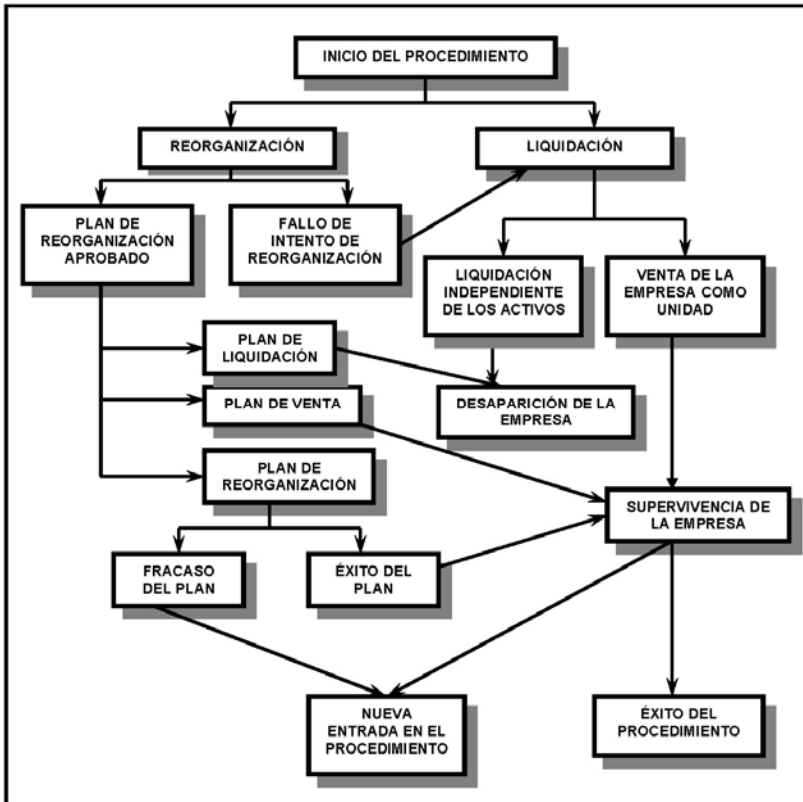 INICIO DEL PROCEDIMIENTO
REORGANIZACIÓN
LIQUIDACIÓN
PLAN DE
REORGANIZACIÓN
APROBADO
FALLO DE
INTENTO DE
REORGANIZACIÓN
LIQUIDACIÓN
INDEPENDIENTE
DE LOS ACTIVOS
VENTA DE LA
EMPRESA COMO
UNIDAD
PLAN DE
LIQUIDACIÓN
PLAN DE VENTA
DESAPARICIÓN DE LA
EMPRESA
PLAN DE
REORGANIZACIÓN
SUPERVIVENCIA DE
LA EMPRESA
FRACASO
DEL PLAN
ÉXITO DEL
PLAN
NUEVA
ENTRADA EN EL
PROCEDIMIENTO
ÉXITO DEL
PROCEDIMIENTO